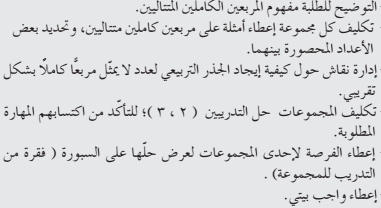 - التوضيح للطلبة مفهوم المربعين الكاملين المتتاليين.
- تكليف كل مجموعة إعطاء أمثلة على مربعين كاملين متتاليين، وتحديد بعض
الأعداد المحصورة بينهما.
- إدارة نقاش حول كيفية إيجاد الجذر التربيعي لعدد لا يمثّل مربعًا كاملًا بشكل
تقريبي.
- تكليف المجموعات حل التدريبين ( ٢ ، ٣ )؛ للتأكّد من اكتسابهم المهارة
المطلوبة.
- إعطاء الفرصة لإحدى المجموعات لعرض حلّها على السبورة ( فقرة من
التدريب للمجموعة) .
- إعطاء واجب بيتي.